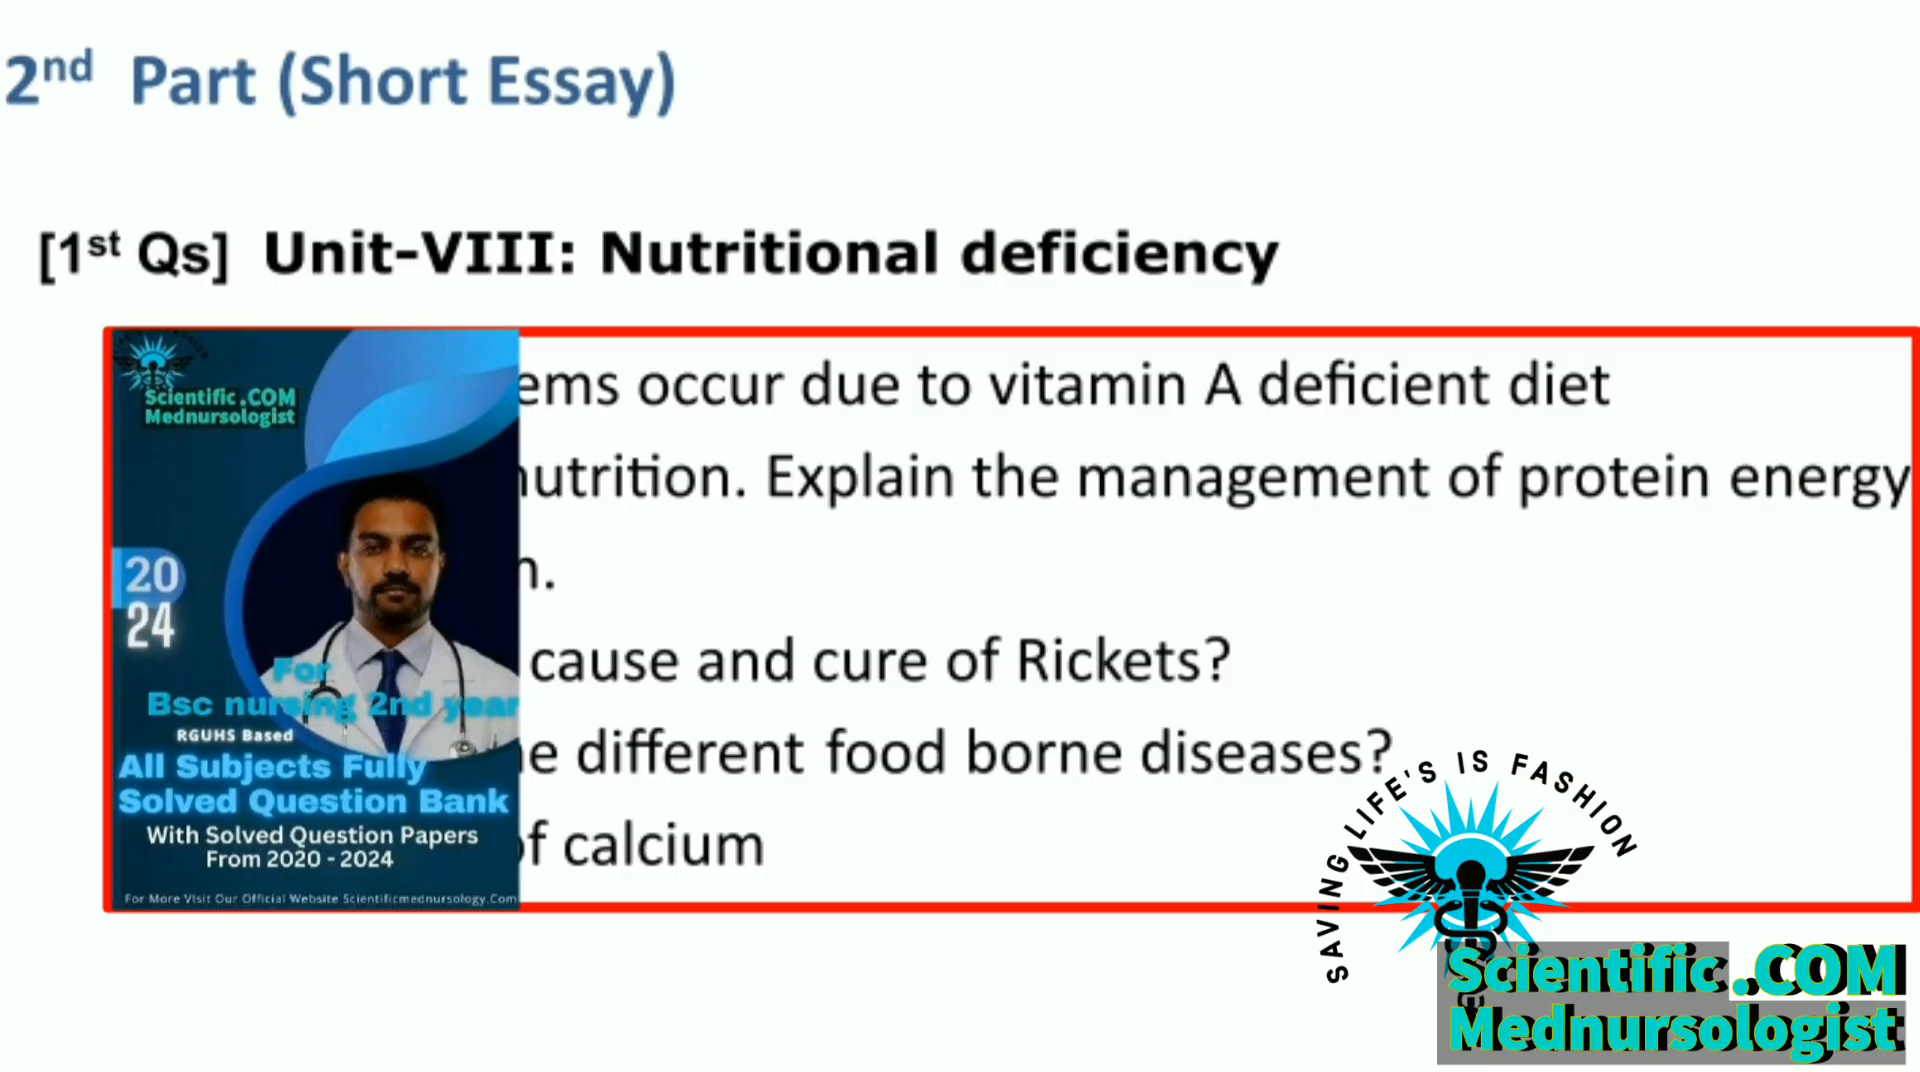 2nd Part (Short Essay)
[1st Qs] Unit-VIII: Nutritional deficiency
occur due to vitamin A deficient diet
Explain the management of protein energy
cause and cure of Rickets?
different food borne diseases?
of calcium
Scientific.COM
Mednursologist
20
24
For
Bsc nursing 2nd year
RGUHS Based
All Subjects Fully
Solved Question Bank
With Solved Question Papers
From 2020 - 2024
For More Visit Our Official Website Scientificmednursology.Com
SAVING LIFE'S IS FASHION
Scientific.COM
Mednursologist